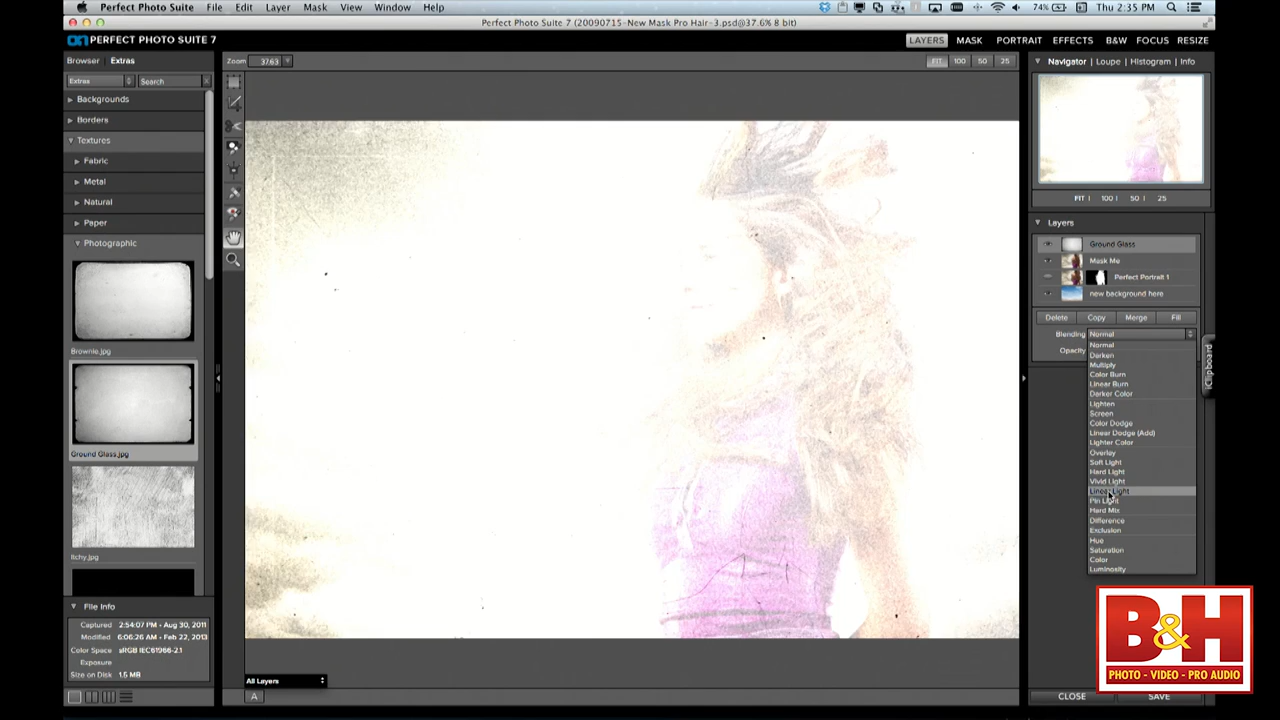 Perfect Photo Suite File Edit Layer Mask View Window Help 74% Thu 2:35 PM
Perfect Photo Suite 7 (20090715-New Mask Pro Hair-3.psd@37.6% 8 bit)
on PERFECT PHOTO SUITE 7 LAYERS MASK PORTRAIT EFFECTS B&W FOCUS RESIZE
Browser Extras
Extras Search
Backgrounds
Borders
Textures
Fabric
Metal
Natural
Paper
Photographic
Brownie.jpg
Ground Glass.jpg
Itchy.jpg
File Info
Captured 2:54:07 PM • Aug 30, 2011
Modified 6:06:26 AM • Feb 22, 2013
Color Space sRGB IEC61966-2.1
Exposure
Size on Disk 1.5 MB
Zoom 37.63 FIT 100 50 25
All Layers
A
Navigator Loupe Histogram Info
FIT 100 50 25
Layers
Ground Glass
Mask Me
Perfect Portrait 1
new background here
Delete Copy Merge Fill
Blending Normal
Opacity
Normal
Darken
Multiply
Color Burn
Linear Burn
Darker Color
Lighten
Screen
Color Dodge
Linear Dodge (Add)
Lighter Color
Overlay
Soft Light
Hard Light
Vivid Light
Linear Light
Pin Light
Hard Mix
Difference
Exclusion
Hue
Saturation
Color
Luminosity
iClipboard
CLOSE SAVE
B&H
PHOTO - VIDEO - PRO AUDIO